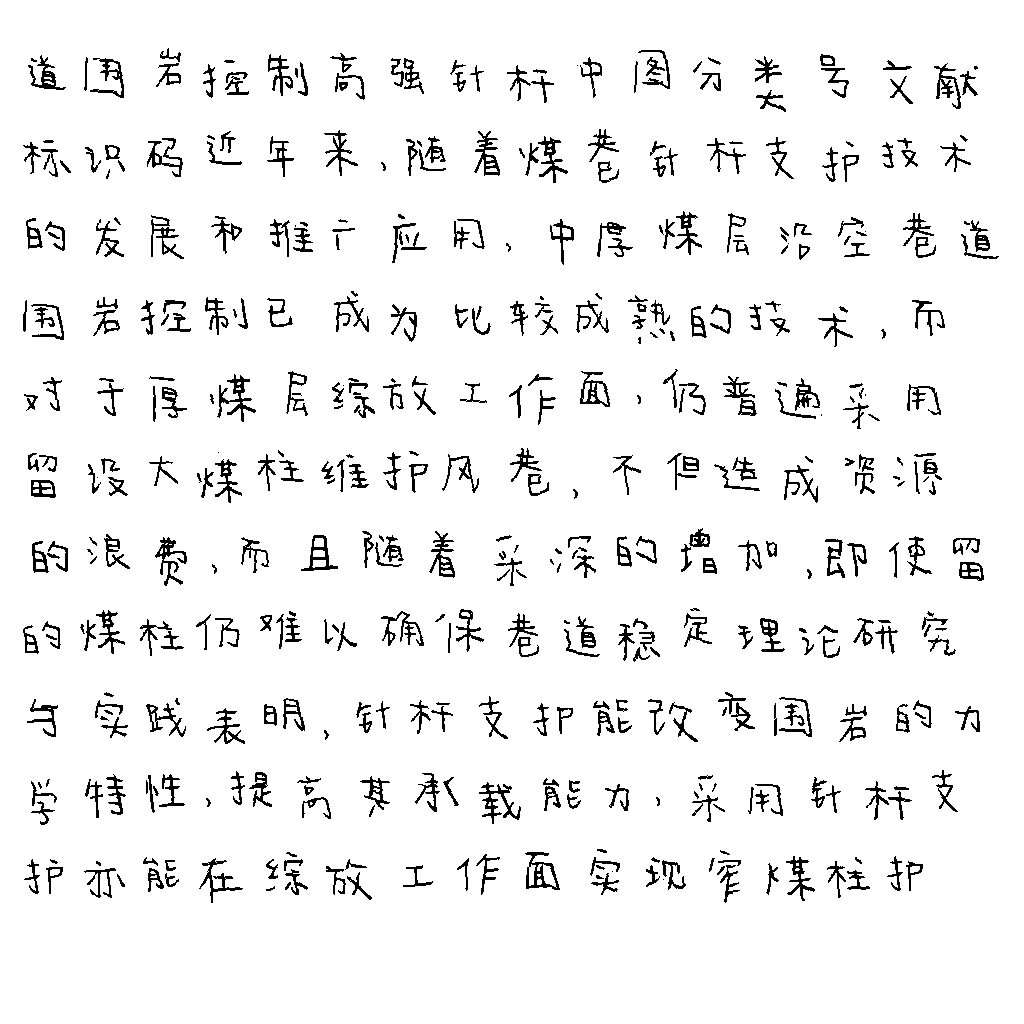 道围岩控制高强针杆中图分类号文献
标识码近年来,随着煤巷针杆支护技术
的发展和推广应用,中厚煤层沿空巷道
围岩控制已成为比较成熟的技术,而
对于厚煤层综放工作面,仍普遍采用
留设大煤柱维护风巷,不但造成资源
的浪费,而且随着采深的增加,即使留
的煤柱仍难以确保巷道稳定理论研究
与实践表明,针杆支护能改变围岩的力
学特性,提高其承载能力,采用针杆支
护亦能在综放工作面实现窄煤柱护